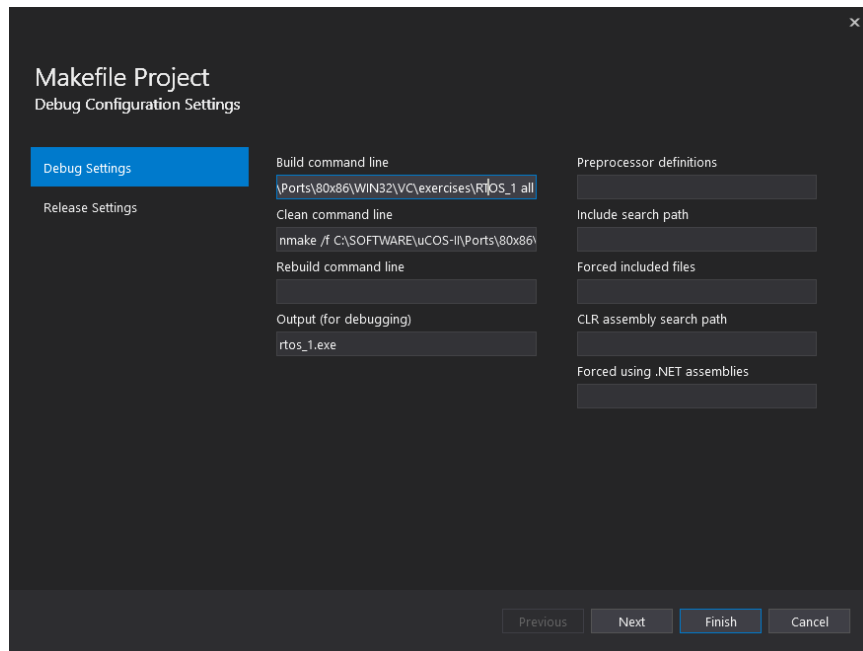 Makefile Project
Debug Configuration Settings
Debug Settings
Release Settings
Build command line
\Ports\80x86\WIN32\VC\exercises\RTOS_1 all
Clean command line
nmake /f C:\SOFTWARE\uCOS-II\Ports\80x86\
Rebuild command line
Output (for debugging)
rtos_1.exe
Preprocessor definitions
Include search path
Forced included files
CLR assembly search path
Forced using .NET assemblies
Previous
Next
Finish
Cancel